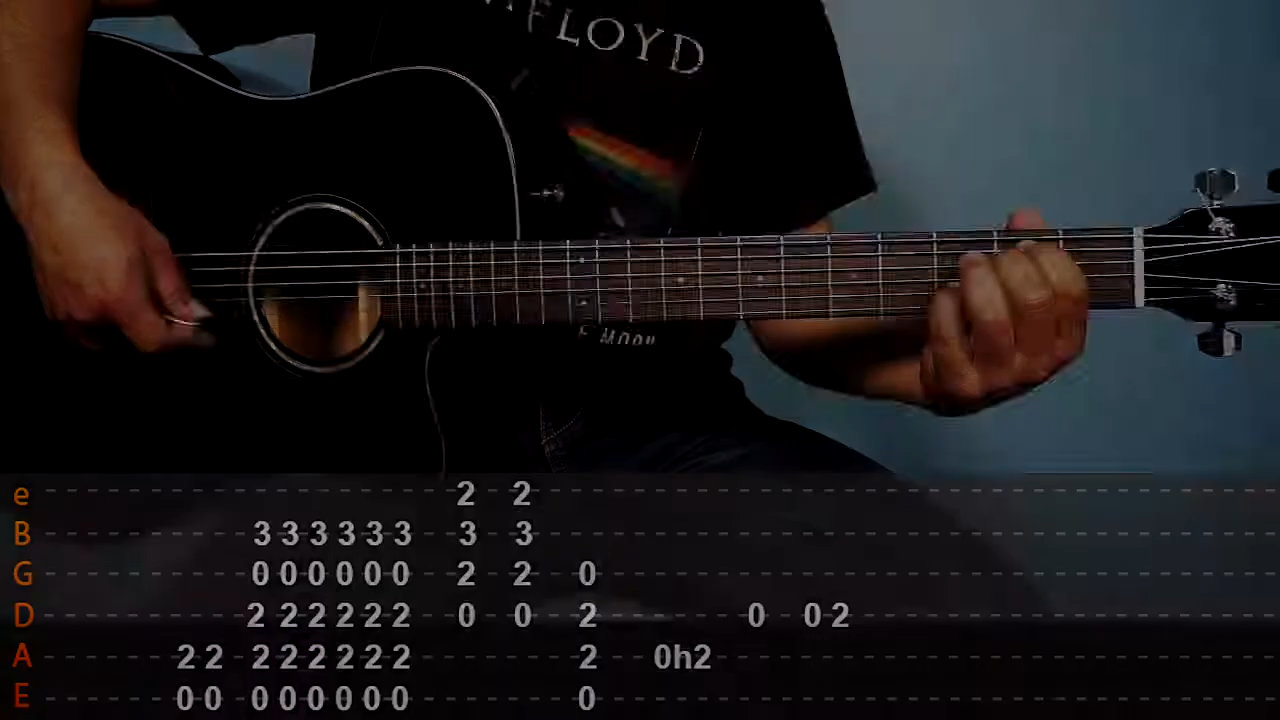 FLOYD
e 2 2
B 3 3 3 3 3 3 3 3
G 0 0 0 0 0 0 2 2 0
D 2 2 2 2 2 2 0 0 2 0 0 2
A 2 2 2 2 2 2 2 2 2 0h2
E 0 0 0 0 0 0 0 0 0